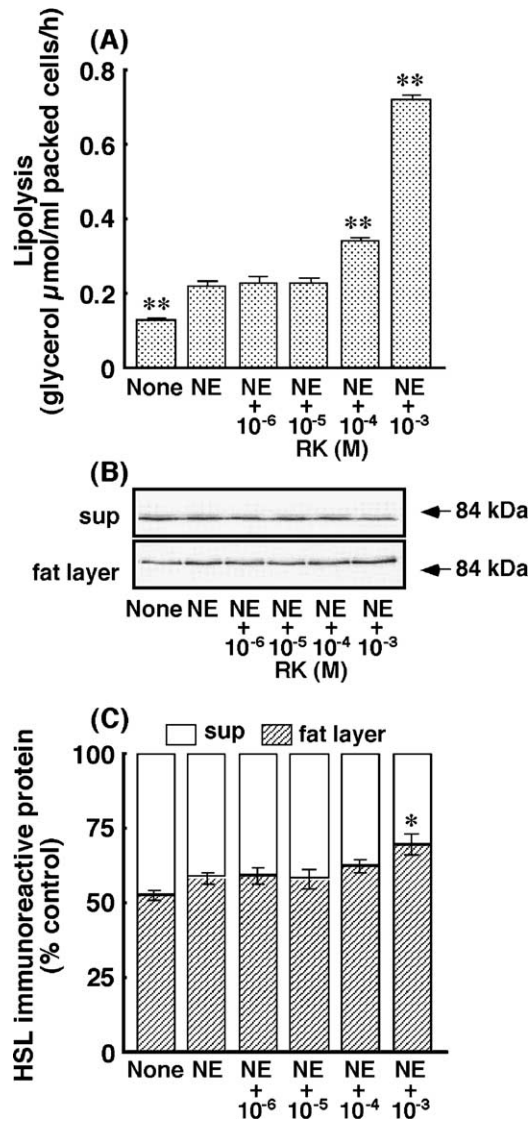 (A)
Lipolysis
(glycerol µmol/ml packed cells/h)
0.8
0.6
0.4
0.2
0
**
**
**
None NE NE NE NE NE
+ + + +
10-6 10-5 10-4 10-3
RK (M)
(B)
sup
84 kDa
fat layer
84 kDa
None NE NE NE NE NE
+ + + +
10-6 10-5 10-4 10-3
RK (M)
(C)
sup fat layer
HSL immunoreactive protein
(% control)
100
75
50
25
0
*
None NE NE NE NE NE
+ + + +
10-6 10-5 10-4 10-3